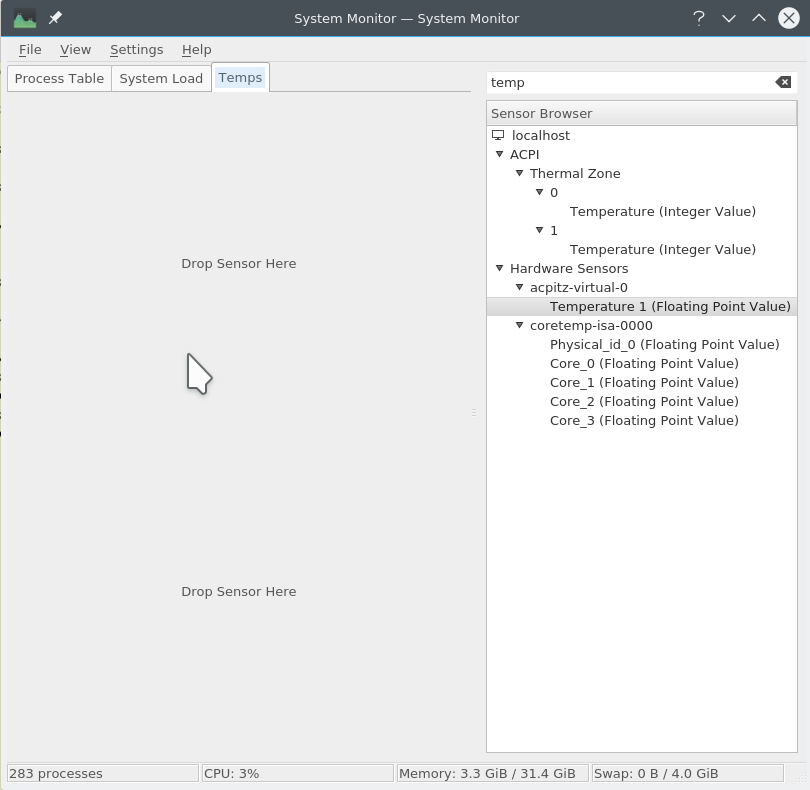 System Monitor — System Monitor
File View Settings Help
Process Table System Load Temps
temp
Sensor Browser
localhost
ACPI
Thermal Zone
0
Temperature (Integer Value)
1
Temperature (Integer Value)
Hardware Sensors
acpitz-virtual-0
Temperature 1 (Floating Point Value)
coretemp-isa-0000
Physical_id_0 (Floating Point Value)
Core_0 (Floating Point Value)
Core_1 (Floating Point Value)
Core_2 (Floating Point Value)
Core_3 (Floating Point Value)
Drop Sensor Here
Drop Sensor Here
283 processes CPU: 3% Memory: 3.3 GiB / 31.4 GiB Swap: 0 B / 4.0 GiB